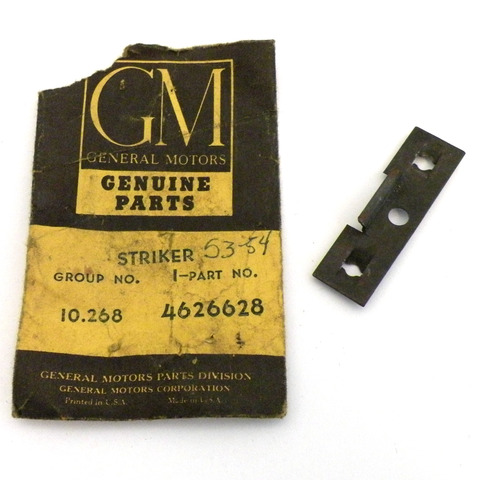 GM
GENERAL MOTORS
GENUINE
PARTS
STRIKER 53-54
GROUP NO. 1-PART NO.
10.268 4626628
GENERAL MOTORS PARTS DIVISION
GENERAL MOTORS CORPORATION
Printed in U.S.A. Made in U.S.A.